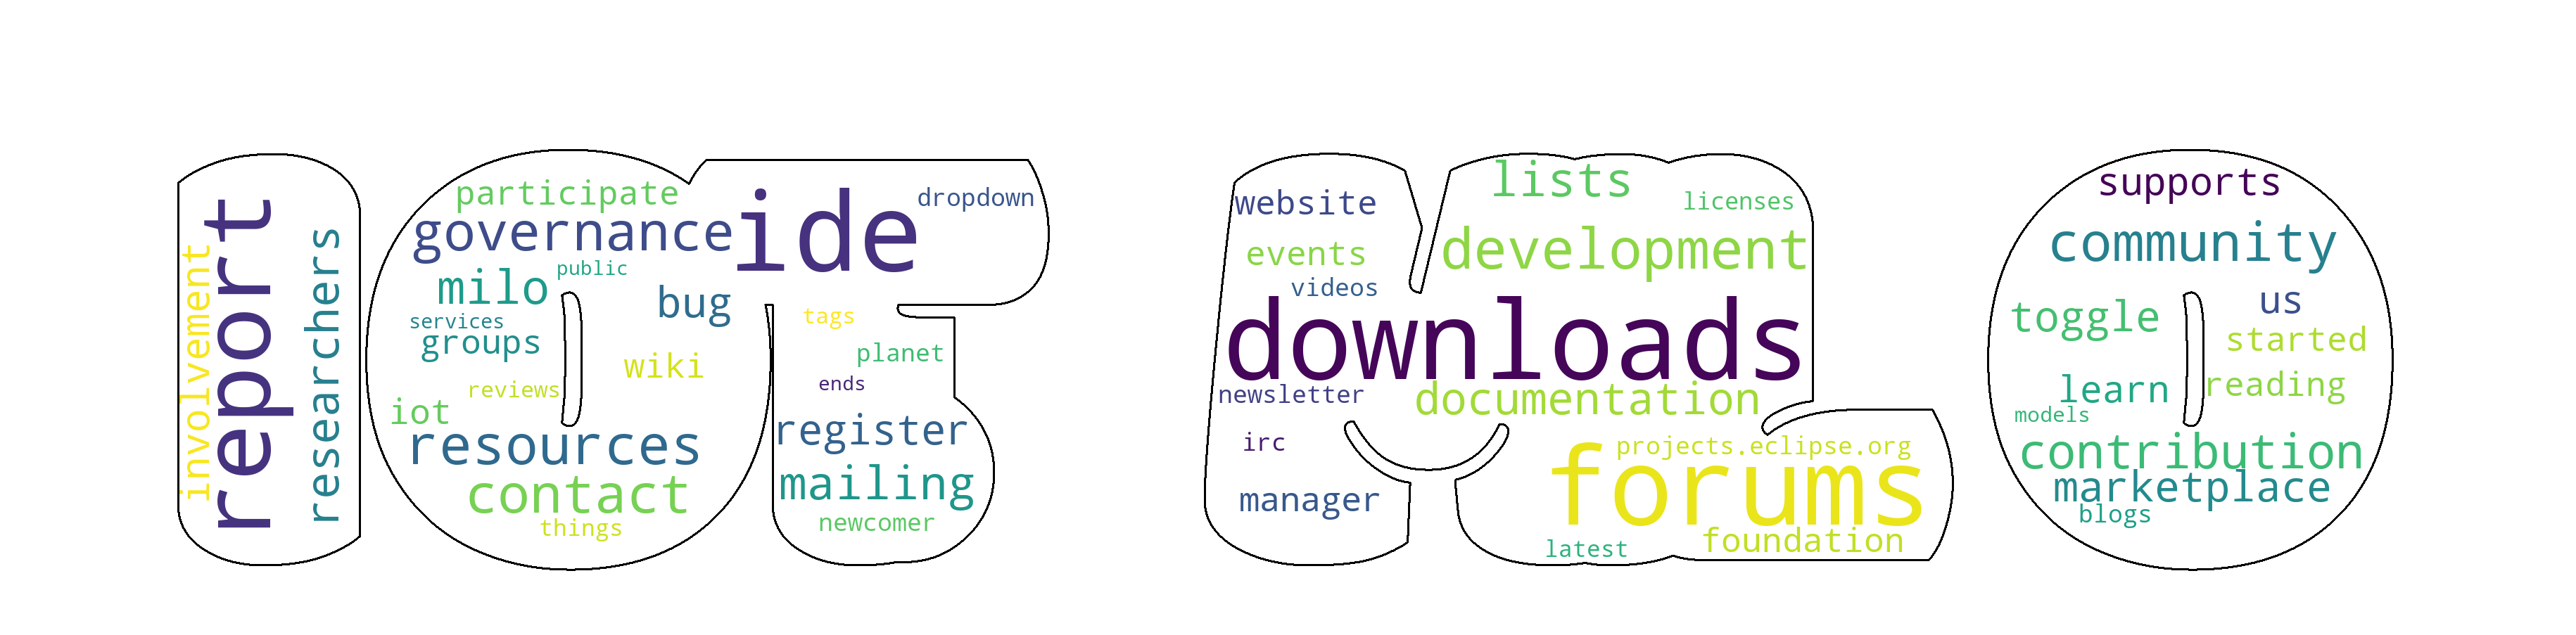 report
involvement
researchers
participate
governance
ide
dropdown
public
milo
bug
services
groups
tags
planet
wiki
reviews
ends
iot
resources
register
contact
mailing
things
newcomer
website
lists
licenses
events
development
videos
downloads
newsletter
documentation
irc
projects.eclipse.org
forums
manager
latest
foundation
supports
community
us
toggle
started
learn
reading
models
contribution
marketplace
blogs